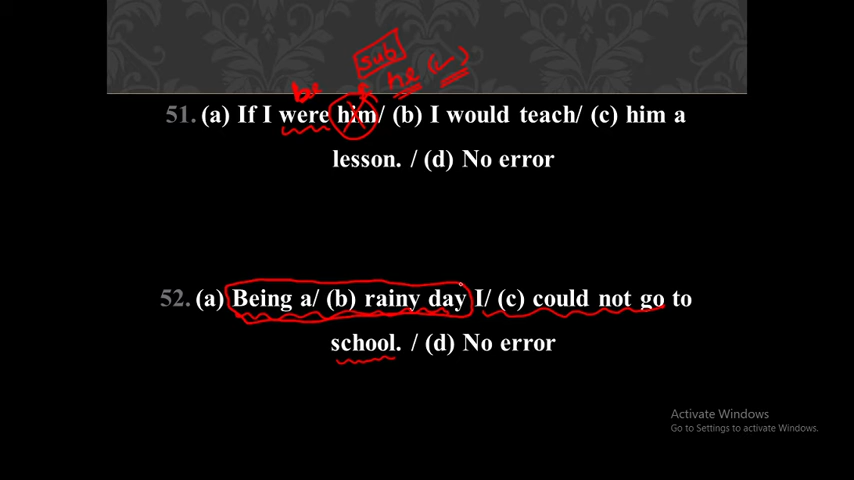 sub
be he (✓)
51. (a) If I were him/ (b) I would teach/ (c) him a
lesson. / (d) No error
52. (a) Being a/ (b) rainy day I/ (c) could not go to
school. / (d) No error
Activate Windows
Go to Settings to activate Windows.